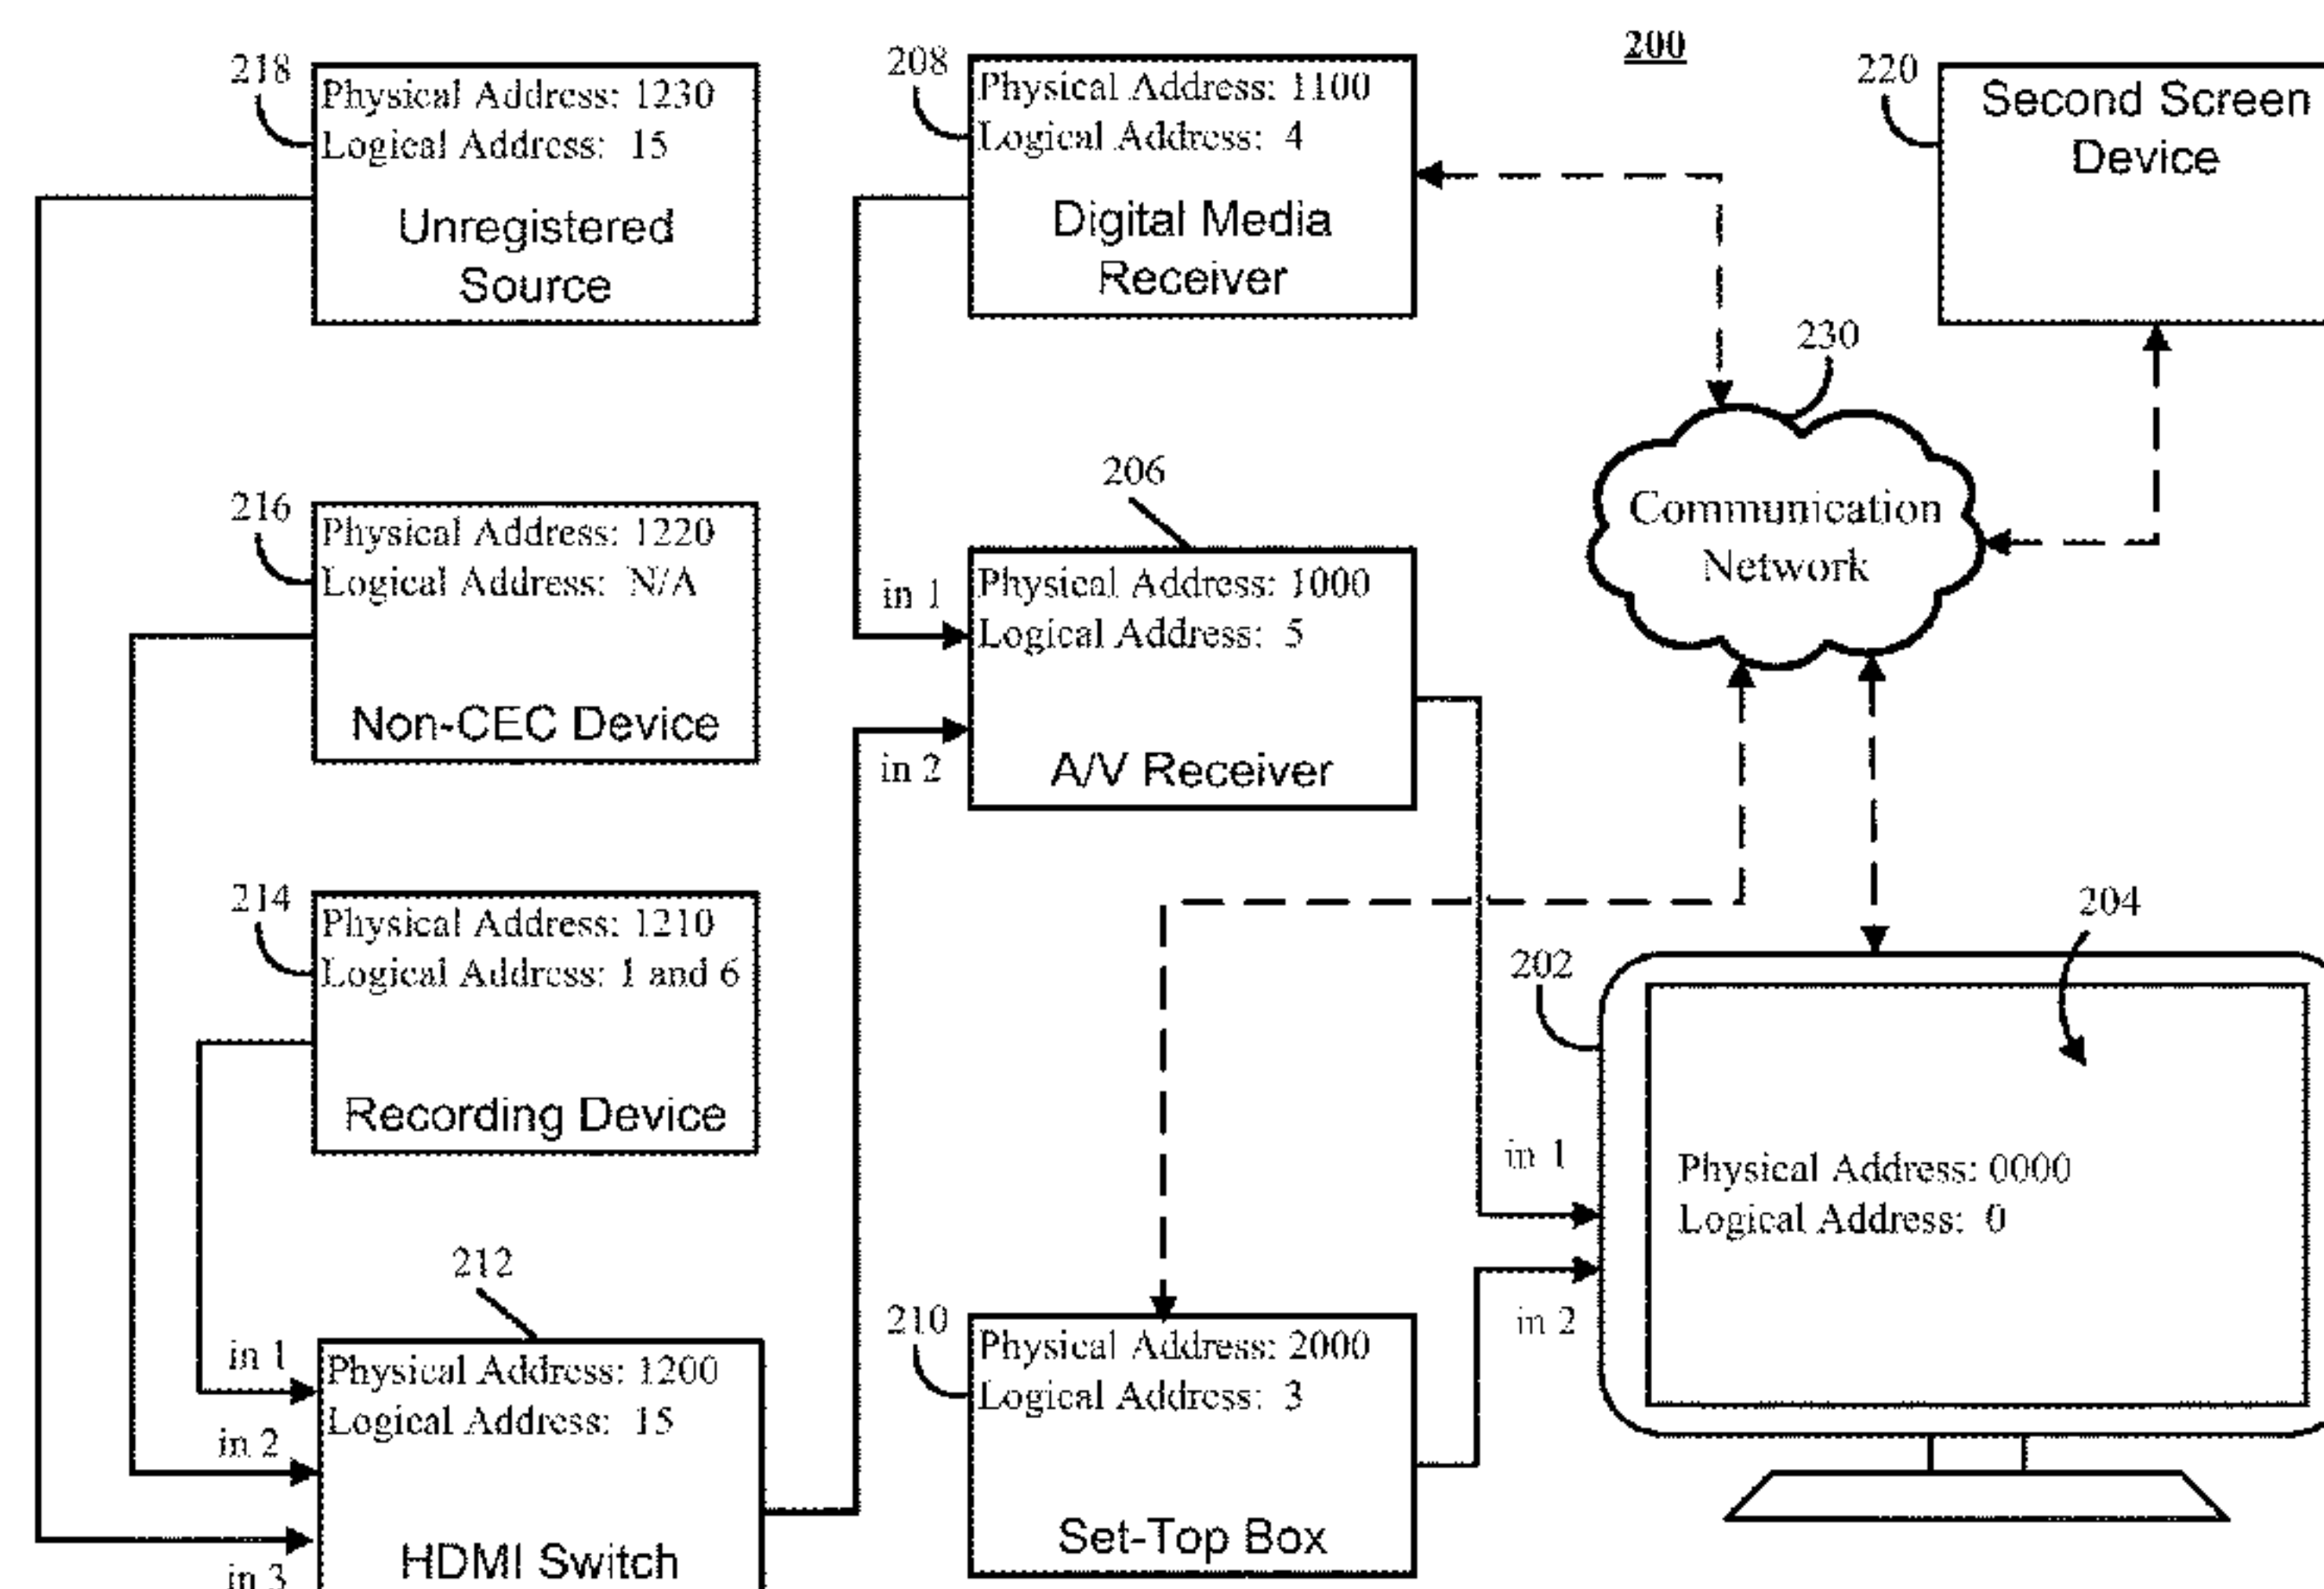 200
218
Physical Address: 1230
Logical Address: 15
Unregistered
Source
208
Physical Address: 1100
Logical Address: 4
Digital Media
Receiver
220
Second Screen
Device
230
Communication
Network
216
Physical Address: 1220
Logical Address: N/A
Non-CEC Device
206
in 1
Physical Address: 1000
Logical Address: 5
in 2
A/V Receiver
214
Physical Address: 1210
Logical Address: 1 and 6
Recording Device
204
202
in 1
Physical Address: 0000
Logical Address: 0
in 2
212
in 1
Physical Address: 1200
Logical Address: 15
in 2
HDMI Switch
in 3
210
Physical Address: 2000
Logical Address: 3
Set-Top Box